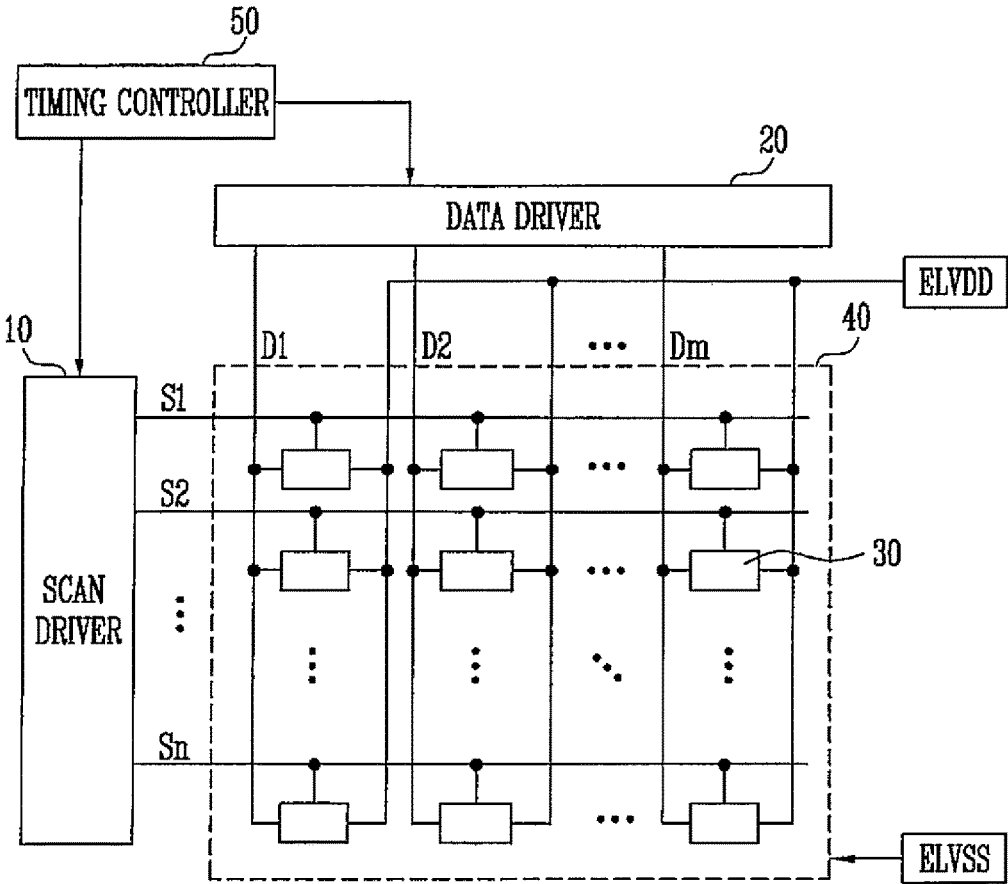 50
TIMING CONTROLLER
20
DATA DRIVER
ELVDD
10
D1
D2
Dm
40
S1
S2
30
SCAN
DRIVER
Sn
ELVSS